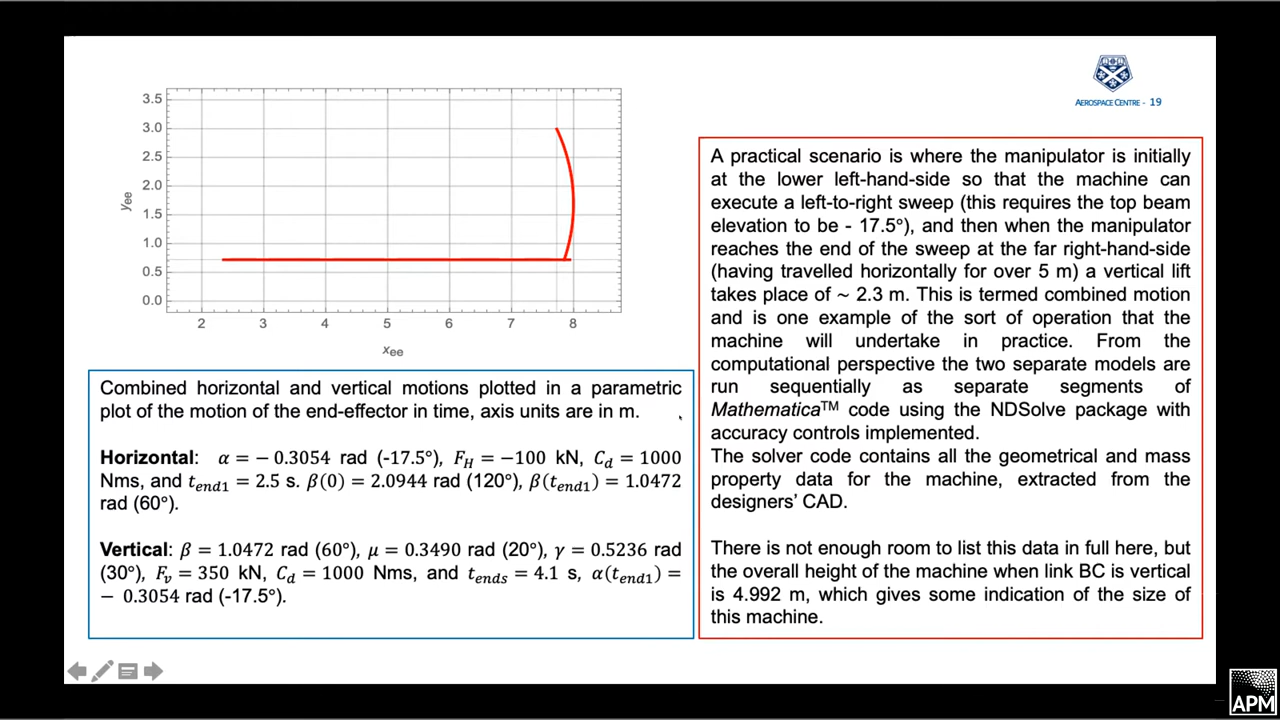 AEROSPACE CENTRE - 19
3.5
3.0
2.5
2.0
1.5
1.0
0.5
0.0
yee
2 3 4 5 6 7 8
xee
Combined horizontal and vertical motions plotted in a parametric
plot of the motion of the end-effector in time, axis units are in m.
Horizontal: α = − 0.3054 rad (-17.5°), F_H = −100 kN, C_d = 1000
Nms, and t_end1 = 2.5 s. β(0) = 2.0944 rad (120°), β(t_end1) = 1.0472
rad (60°).
Vertical: β = 1.0472 rad (60°), μ = 0.3490 rad (20°), γ = 0.5236 rad
(30°), F_v = 350 kN, C_d = 1000 Nms, and t_ends = 4.1 s, α(t_end1) =
− 0.3054 rad (-17.5°).
A practical scenario is where the manipulator is initially
at the lower left-hand-side so that the machine can
execute a left-to-right sweep (this requires the top beam
elevation to be - 17.5°), and then when the manipulator
reaches the end of the sweep at the far right-hand-side
(having travelled horizontally for over 5 m) a vertical lift
takes place of ~ 2.3 m. This is termed combined motion
and is one example of the sort of operation that the
machine will undertake in practice. From the
computational perspective the two separate models are
run sequentially as separate segments of
Mathematica™ code using the NDSolve package with
accuracy controls implemented.
The solver code contains all the geometrical and mass
property data for the machine, extracted from the
designers' CAD.
There is not enough room to list this data in full here, but
the overall height of the machine when link BC is vertical
is 4.992 m, which gives some indication of the size of
this machine.
APM